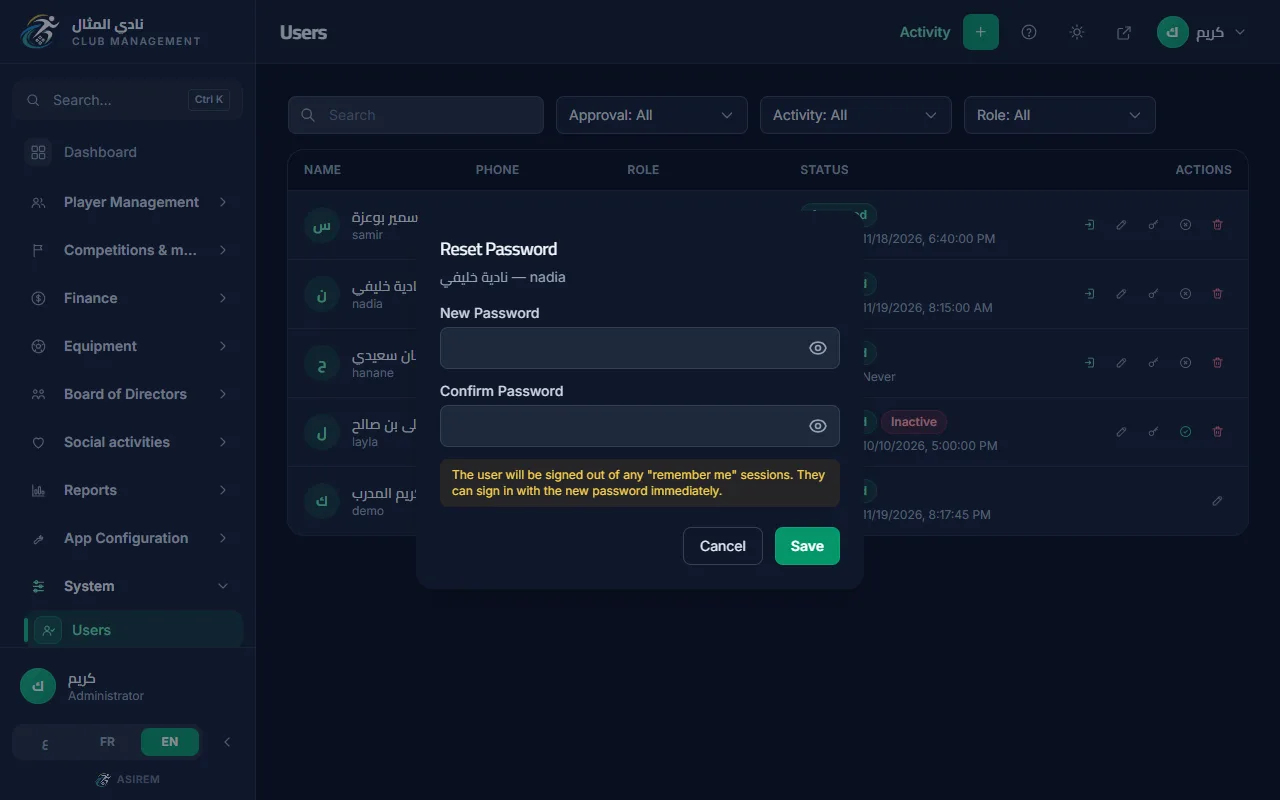 نادي المثال
CLUB MANAGEMENT
Search...
Ctrl K
Dashboard
Player Management
Competitions & m...
Finance
Equipment
Board of Directors
Social activities
Reports
App Configuration
System
Users
كريم
Administrator
ع
FR
EN
ASIREM
Users
Activity
+
ك
كريم
Search
Approval: All
Activity: All
Role: All
NAME
PHONE
ROLE
STATUS
ACTIONS
س
سمير بوعزة
samir
11/18/2026, 6:40:00 PM
ن
نادية خليفي
nadia
11/19/2026, 8:15:00 AM
ح
سعيدي
hanane
Never
ل
بن صالح
layla
Inactive
10/10/2026, 5:00:00 PM
ك
كريم المدرب
demo
11/19/2026, 8:17:45 PM
Reset Password
نادية خليفي — nadia
New Password
Confirm Password
The user will be signed out of any "remember me" sessions. They
can sign in with the new password immediately.
Cancel
Save